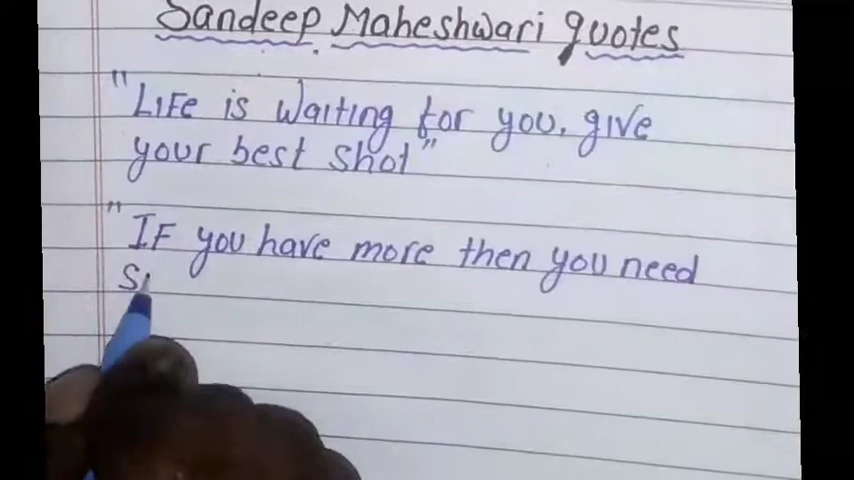 Sandeep Maheshwari quotes
"Life is waiting for you. give
your best shot"
"If you have more then you need